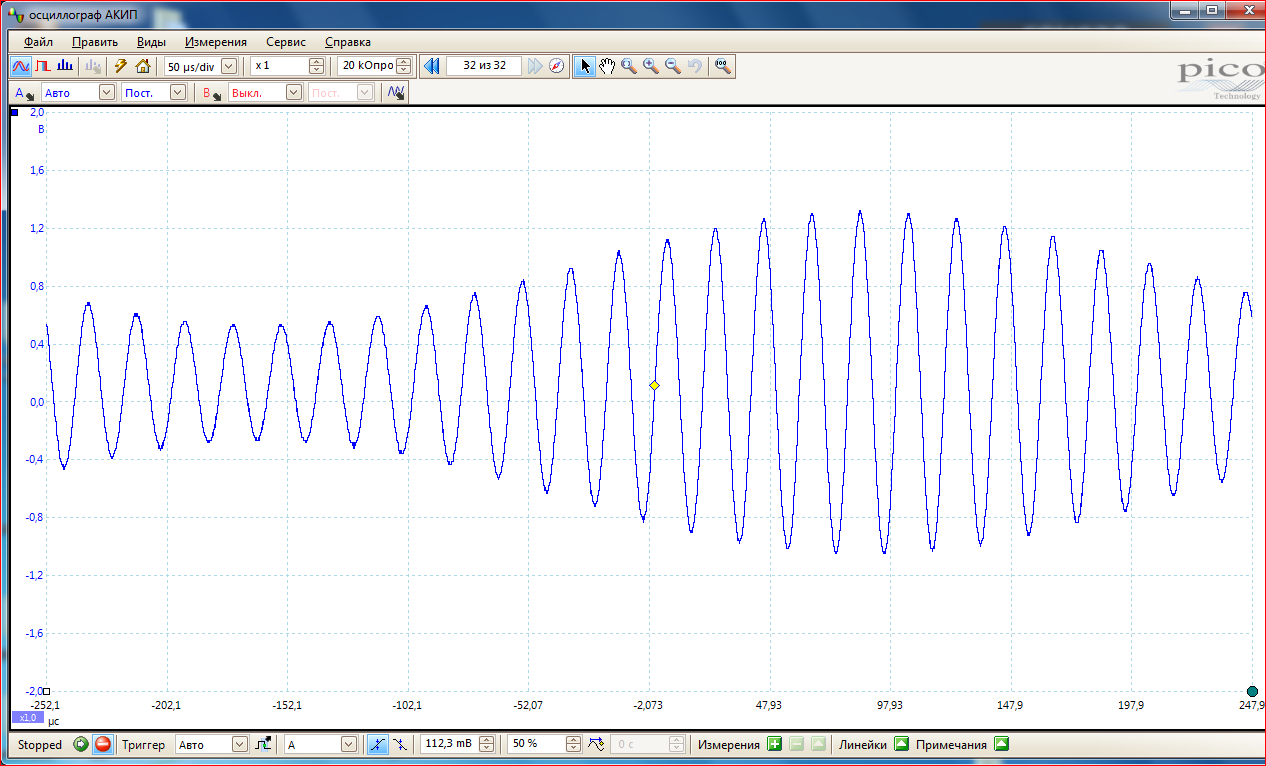 осциллограф АКИП
Файл Править Виды Измерения Сервис Справка
50 µs/div x 1 20 кОпро 32 из 32
pico
Technology
A Авто Пост. B Выкл. Пост.
2,0
В
1,6
1,2
0,8
0,4
0,0
-0,4
-0,8
-1,2
-1,6
-2,0
-252,1 -202,1 -152,1 -102,1 -52,07 -2,073 47,93 97,93 147,9 197,9 247,9
x1,0 µс
Stopped Триггер Авто A 112,3 mB 50 % 0 с Измерения Линейки Примечания